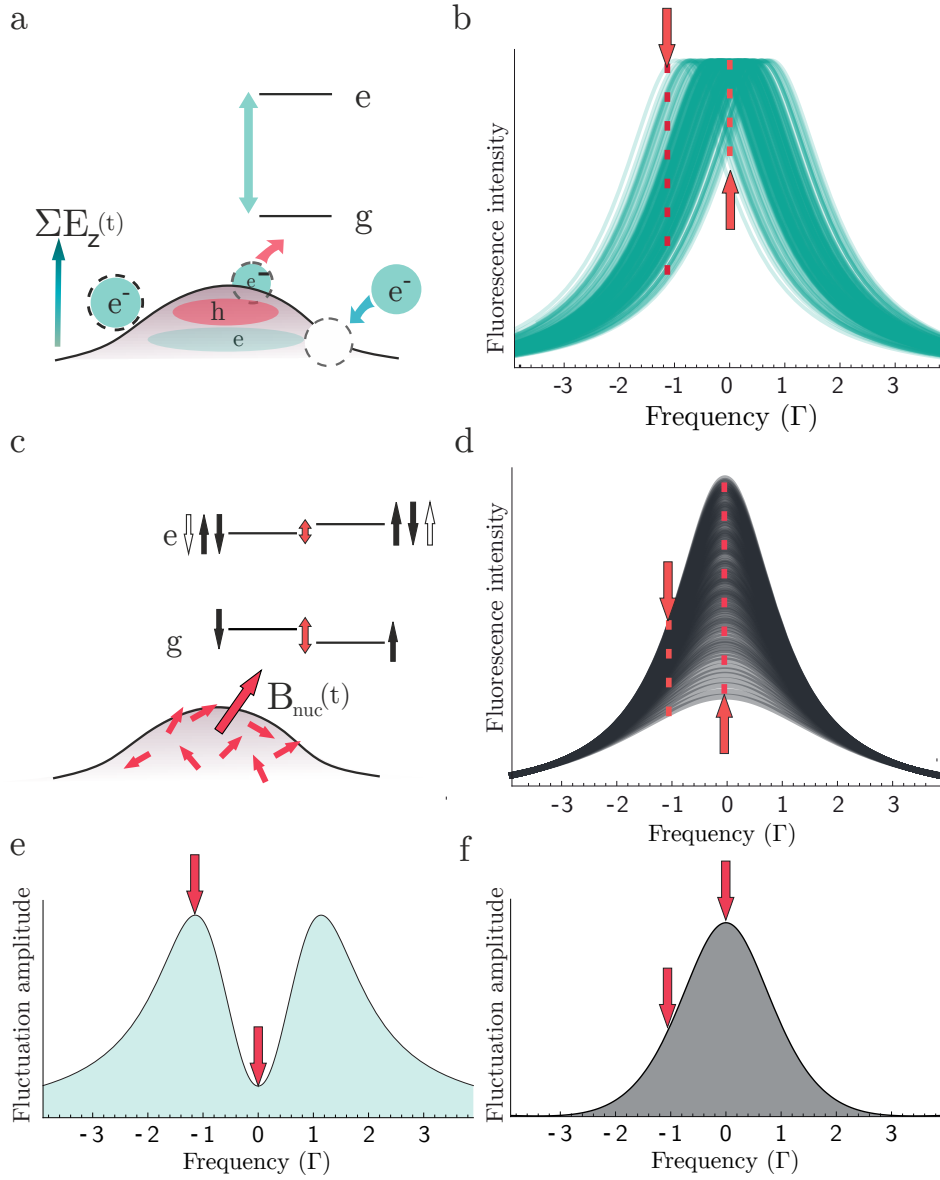 a
e
g
ΣE_z(t)
e⁻
e⁻
e⁻
h
e
b
Fluorescence intensity
-3 -2 -1 0 1 2 3
Frequency (Γ)
c
e
g
B_nuc(t)
d
Fluorescence intensity
-3 -2 -1 0 1 2 3
Frequency (Γ)
e
Fluctuation amplitude
-3 -2 -1 0 1 2 3
Frequency (Γ)
f
Fluctuation amplitude
-3 -2 -1 0 1 2 3
Frequency (Γ)